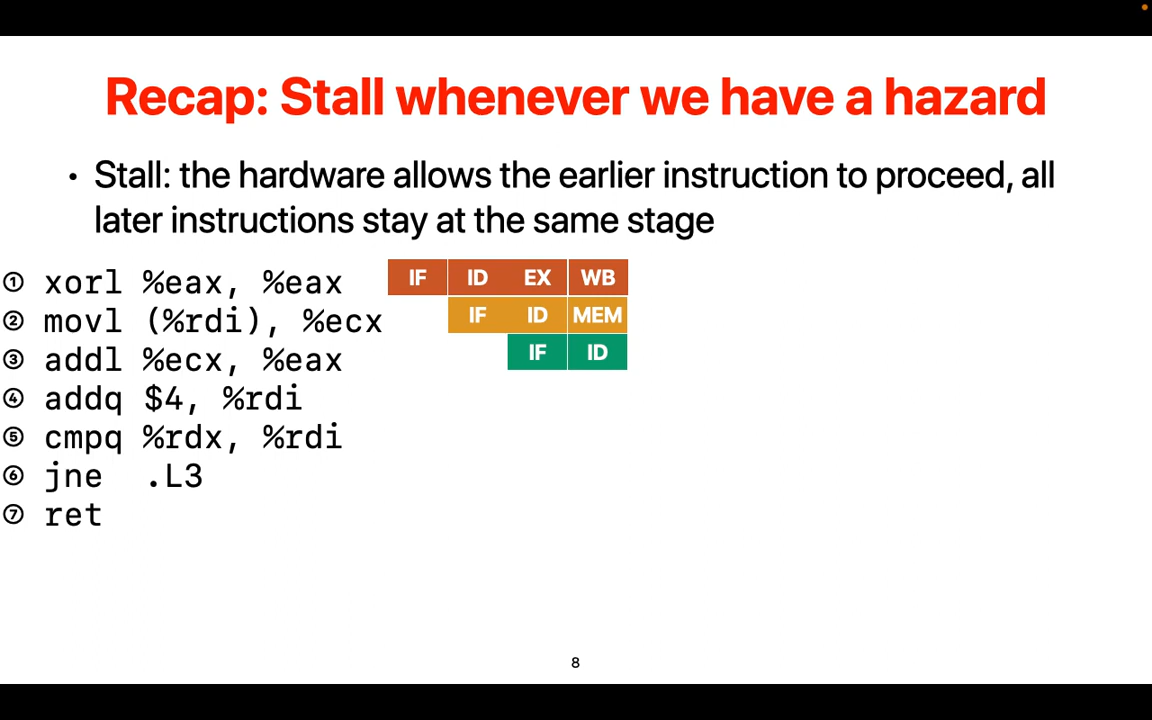 Recap: Stall whenever we have a hazard
• Stall: the hardware allows the earlier instruction to proceed, all
later instructions stay at the same stage
① xorl %eax, %eax IF ID EX WB
② movl (%rdi), %ecx IF ID MEM
③ addl %ecx, %eax IF ID
④ addq $4, %rdi
⑤ cmpq %rdx, %rdi
⑥ jne .L3
⑦ ret
8